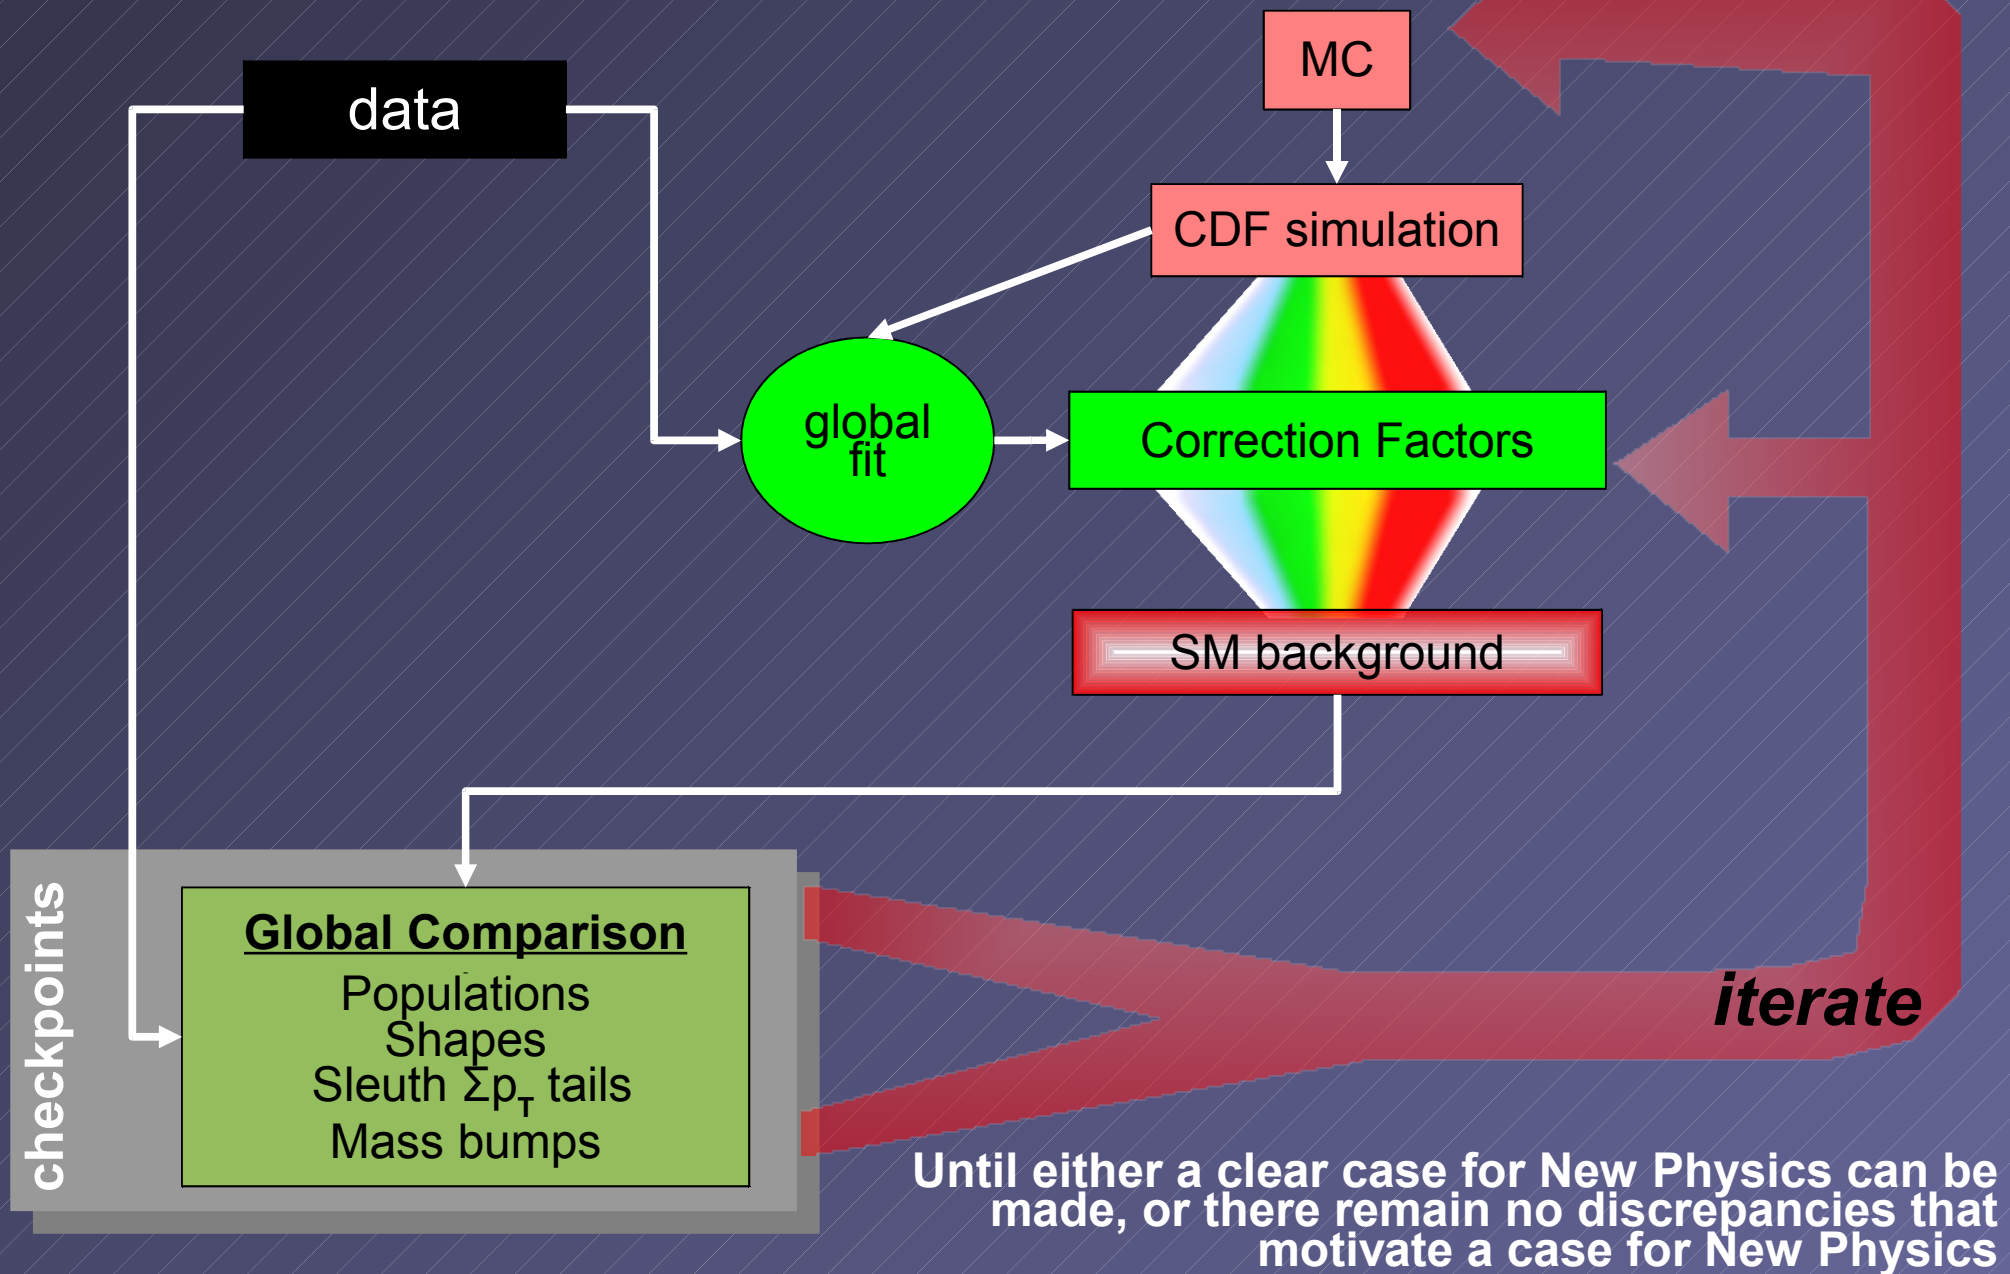 MC
data
CDF simulation
global
fit
Correction Factors
SM background
checkpoints
Global Comparison
Populations
Shapes
Sleuth Σp_T tails
Mass bumps
iterate
Until either a clear case for New Physics can be
made, or there remain no discrepancies that
motivate a case for New Physics